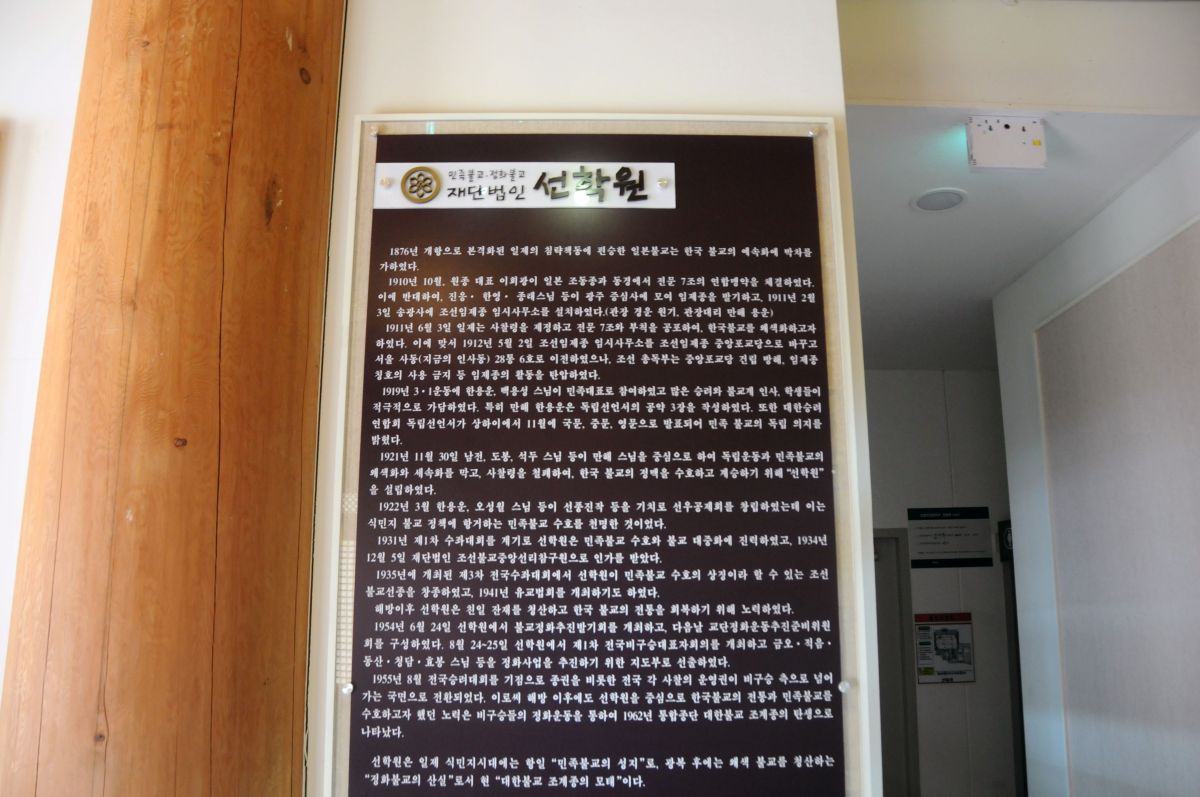 민족불교·정화불교
재단법인 선학원
1876년 개항으로 본격화된 일제의 침략책동에 편승한 일본불교는 한국 불교의 예속화에 박차를
가하였다.
1910년 10월, 원종 대표 이회광이 일본 조동종과 동경에서 전문 7조의 연합맹약을 체결하였다.
이에 반대하여, 진응· 한영· 종래스님 등이 광주 증심사에 모여 임제종을 발기하고, 1911년 2월
3일 송광사에 조선임제종 임시사무소를 설치하였다.(관장 경운 원기, 관장대리 만해 용운)
1911년 6월 3일 일제는 사찰령을 제정하고 전문 7조와 부칙을 공포하여, 한국불교를 왜색화하고자
하였다. 이에 맞서 1912년 5월 2일 조선임제종 임시사무소를 조선임제종 중앙포교당으로 바꾸고
서울 사동(지금의 인사동) 28통 6호로 이전하였으나, 조선 총독부는 중앙포교당 건립 방해, 임제종
칭호의 사용 금지 등 임제종의 활동을 탄압하였다.
1919년 3·1운동에 한용운, 백용성 스님이 민족대표로 참여하였고 많은 승려와 불교계 인사, 학생들이
적극적으로 가담하였다. 특히 만해 한용운은 독립선언서의 공약 3장을 작성하였다. 또한 대한승려
연합회 독립선언서가 상하이에서 11월에 국문, 중문, 영문으로 발표되어 민족 불교의 독립 의지를
밝혔다.
1921년 11월 30일 남전, 도봉, 석두 스님 등이 만해 스님을 중심으로 하여 독립운동과 민족불교의
왜색화와 세속화를 막고, 사찰령을 철폐하여, 한국 불교의 정맥을 수호하고 계승하기 위해 “선학원”
을 설립하였다.
1922년 3월 한용운, 오성월 스님 등이 선풍진작 등을 기치로 선우공제회를 창립하였는데 이는
식민지 불교 정책에 항거하는 민족불교 수호를 천명한 것이었다.
1931년 제1차 수좌대회를 계기로 선학원은 민족불교 수호와 불교 대중화에 진력하였고, 1934년
12월 5일 재단법인 조선불교중앙선리참구원으로 인가를 받았다.
1935년에 개최된 제3차 전국수좌대회에서 선학원이 민족불교 수호의 상징이라 할 수 있는 조선
불교선종을 창종하였고, 1941년 유교법회를 개최하기도 하였다.
해방이후 선학원은 친일 잔재를 청산하고 한국 불교의 전통을 회복하기 위해 노력하였다.
1954년 6월 24일 선학원에서 불교정화추진발기회를 개최하고, 다음날 교단정화운동추진준비위원
회를 구성하였다. 8월 24~25일 선학원에서 제1차 전국비구승대표자회의를 개최하고 금오·적음·
동산·청담·효봉 스님 등을 정화사업을 추진하기 위한 지도부로 선출하였다.
1955년 8월 전국승려대회를 기점으로 종권을 비롯한 전국 각 사찰의 운영권이 비구승 측으로 넘어
가는 국면으로 전환되었다. 이로써 해방 이후에도 선학원을 중심으로 한국불교의 전통과 민족불교를
수호하고자 했던 노력은 비구승들의 정화운동을 통하여 1962년 통합종단 대한불교 조계종의 탄생으로
나타났다.
선학원은 일제 식민지시대에는 항일 “민족불교의 성지”로, 광복 후에는 왜색 불교를 청산하는
“정화불교의 산실”로서 현 “대한불교 조계종의 모태”이다.